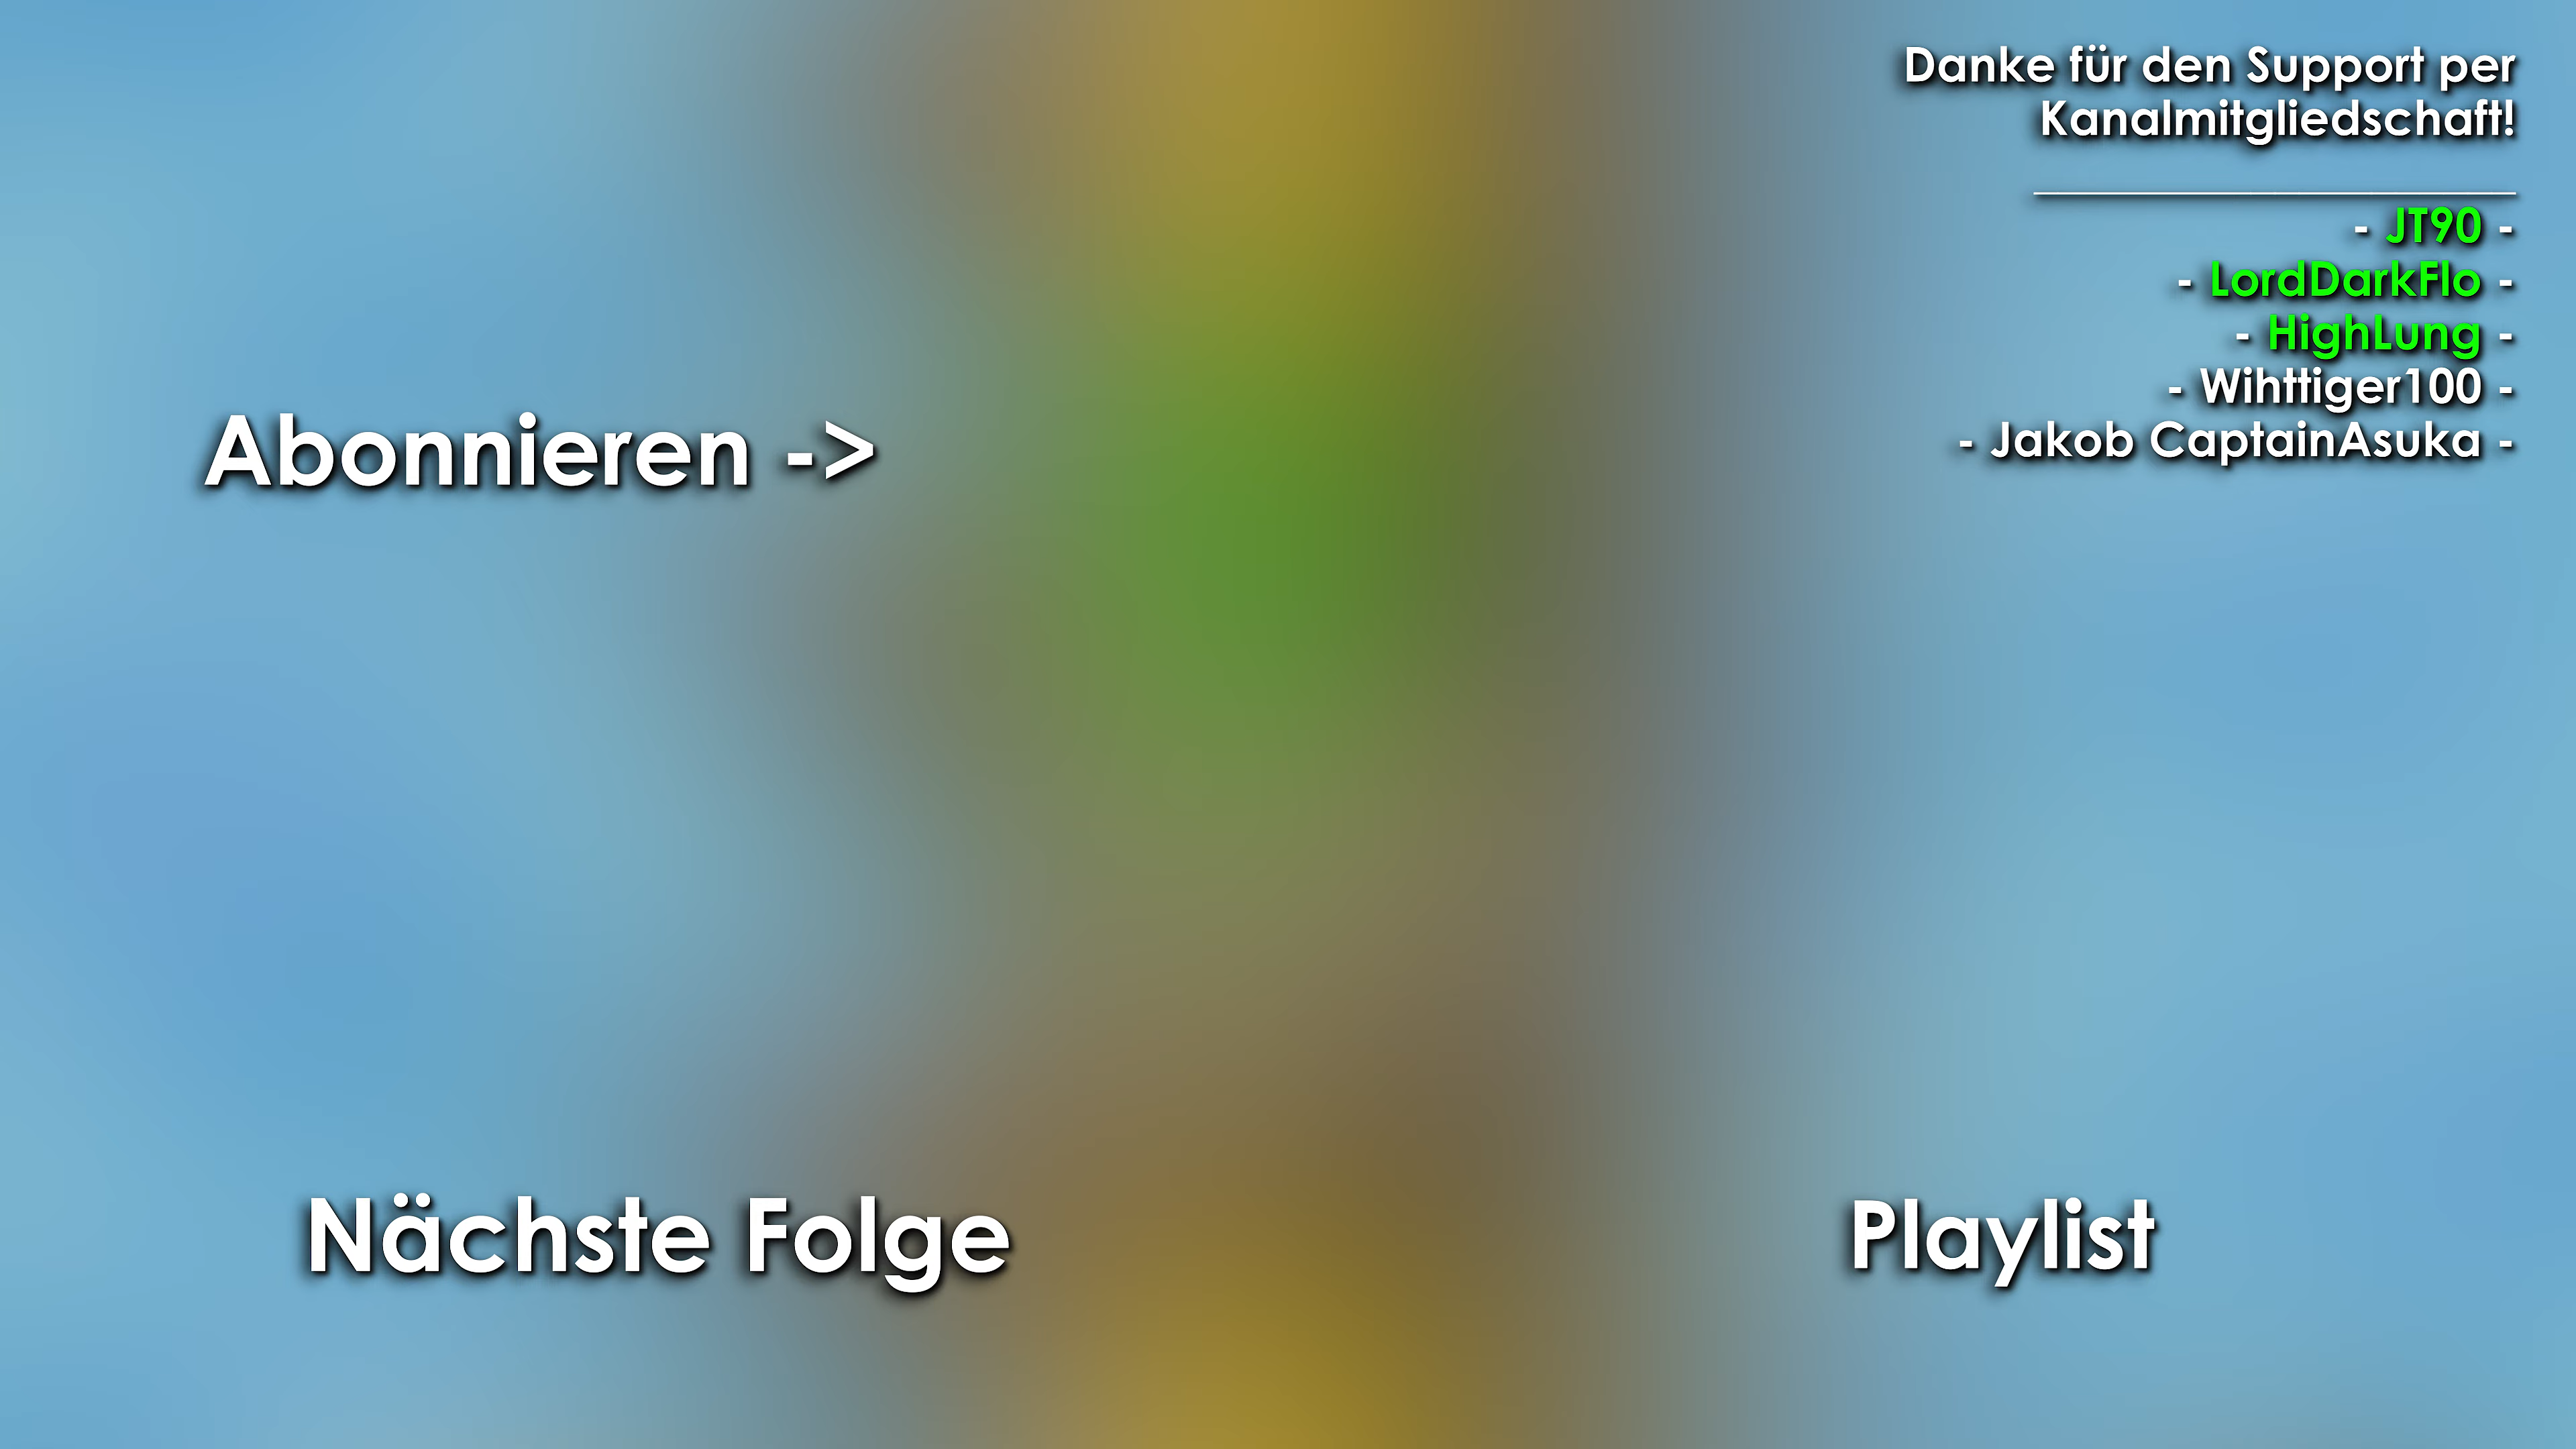 Danke für den Support per
Kanalmitgliedschaft!
- JT90 -
- LordDarkFlo -
- HighLung -
- Wihttiger100 -
- Jakob CaptainAsuka -
Abonnieren ->
Nächste Folge
Playlist